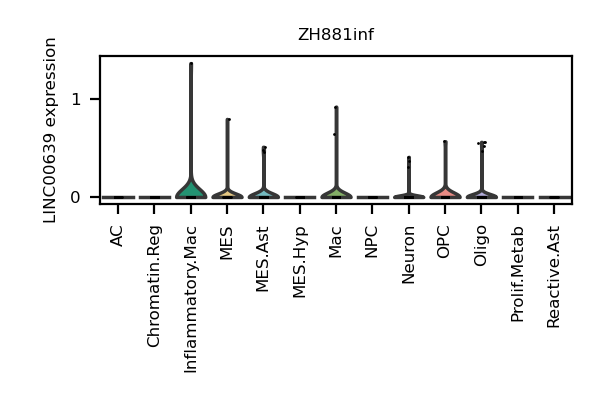 ZH881inf
LINC00639 expression
1
0
AC
Chromatin.Reg
Inflammatory.Mac
MES
MES.Ast
MES.Hyp
Mac
NPC
Neuron
OPC
Oligo
Prolif.Metab
Reactive.Ast